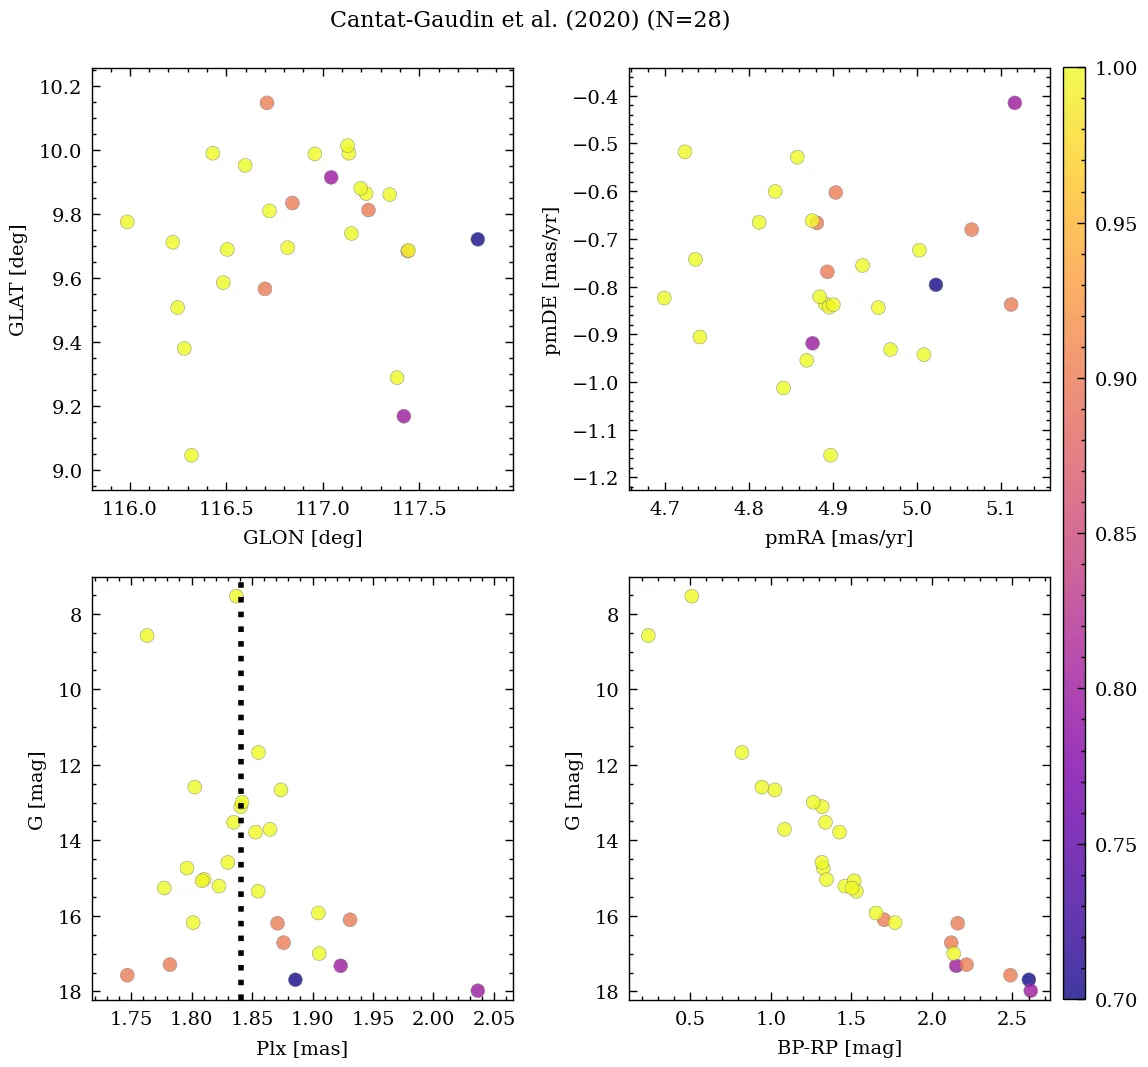 Cantat-Gaudin et al. (2020) (N=28)
10.2
10.0
9.8
9.6
9.4
9.2
9.0
GLAT [deg]
116.0 116.5 117.0 117.5
GLON [deg]
−0.4
−0.5
−0.6
−0.7
−0.8
−0.9
−1.0
−1.1
−1.2
pmDE [mas/yr]
4.7 4.8 4.9 5.0 5.1
pmRA [mas/yr]
8
10
12
14
16
18
G [mag]
1.75 1.80 1.85 1.90 1.95 2.00 2.05
Plx [mas]
8
10
12
14
16
18
G [mag]
0.5 1.0 1.5 2.0 2.5
BP-RP [mag]
1.00
0.95
0.90
0.85
0.80
0.75
0.70